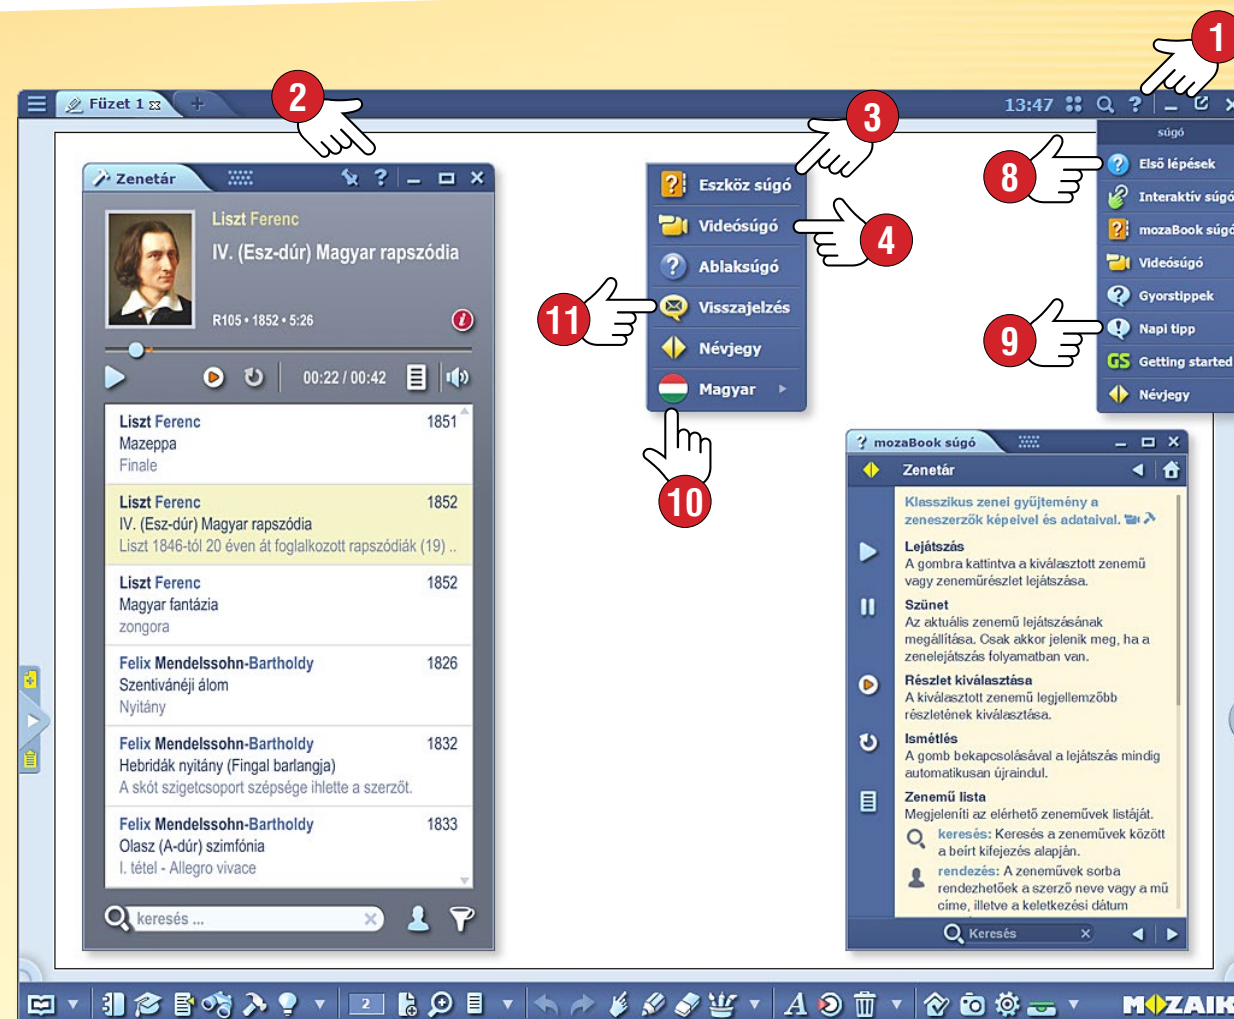 1
Füzet 1
2
13:47
3
Zenetár
Liszt Ferenc
IV. (Esz-dúr) Magyar rapszódia
R105 • 1852 • 5:26
00:22 / 00:42
Liszt Ferenc 1851
Mazeppa
Finale
Liszt Ferenc 1852
IV. (Esz-dúr) Magyar rapszódia
Liszt 1846-tól 20 éven át foglalkozott rapszódiák (19) ..
Liszt Ferenc 1852
Magyar fantázia
zongora
Felix Mendelssohn-Bartholdy 1826
Szentivánéji álom
Nyitány
Felix Mendelssohn-Bartholdy 1832
Hebridák nyitány (Fingal barlangja)
A skót szigetcsoport szépsége ihlette a szerzőt.
Felix Mendelssohn-Bartholdy 1833
Olasz (A-dúr) szimfónia
I. tétel - Allegro vivace
keresés ...
Eszköz súgó
Videósúgó
4
Ablaksúgó
11
Visszajelzés
Névjegy
Magyar
10
súgó
8
Első lépések
Interaktív súgó
mozaBook súgó
Videósúgó
Gyorstippek
9
Napi tipp
GS Getting started
Névjegy
? mozaBook súgó
Zenetár
Klasszikus zenei gyűjtemény a
zeneszerzők képeivel és adataival.
Lejátszás
A gombra kattintva a kiválasztott zenemű
vagy zeneműrészlet lejátszása.
Szünet
Az aktuális zenemű lejátszásának
megállítása. Csak akkor jelenik meg, ha a
zenelejátszás folyamatban van.
Részlet kiválasztása
A kiválasztott zenemű legjellemzőbb
részletének kiválasztása.
Ismétlés
A gomb bekapcsolásával a lejátszás mindig
automatikusan újraindul.
Zenemű lista
Megjeleníti az elérhető zeneművek listáját.
keresés: Keresés a zeneművek között
a beírt kifejezés alapján.
rendezés: A zeneművek sorba
rendezhetőek a szerző neve vagy a mű
címe, illetve a keletkezési dátum
Keresés
2
A
MOZAIK